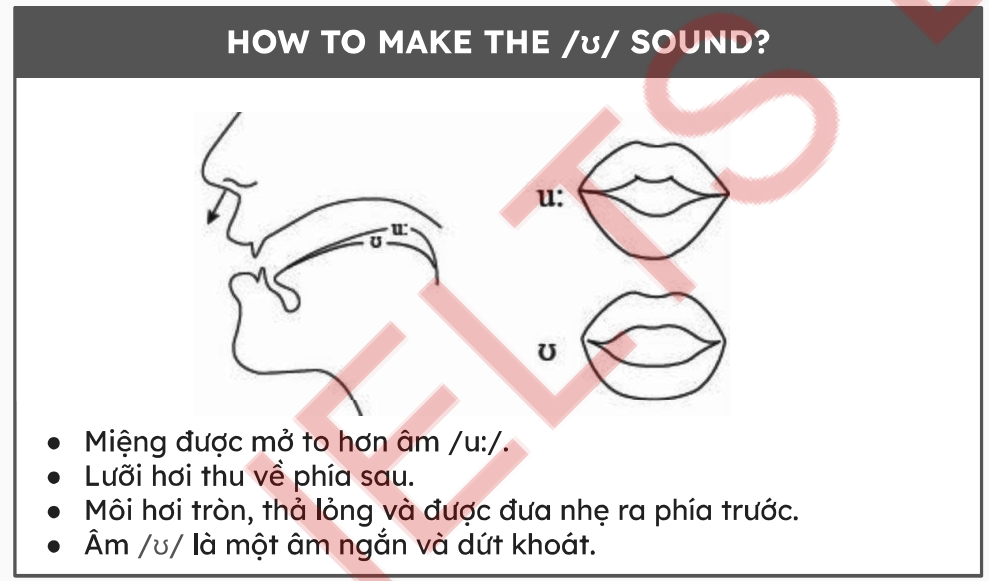 HOW TO MAKE THE /ʊ/ SOUND?
u:
u:
ʊ
ʊ
● Miệng được mở to hơn âm /u:/.
● Lưỡi hơi thu về phía sau.
● Môi hơi tròn, thả lỏng và được đưa nhẹ ra phía trước.
● Âm /ʊ/ là một âm ngắn và dứt khoát.
IELTS